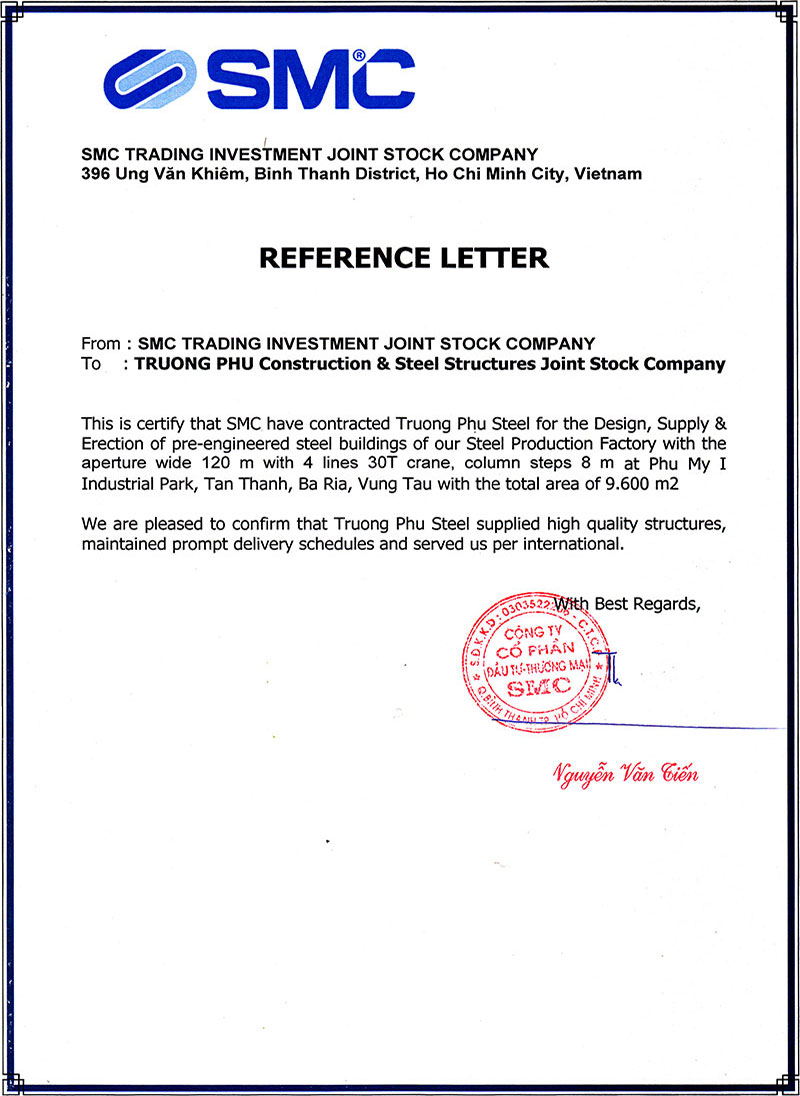 SMC®
SMC TRADING INVESTMENT JOINT STOCK COMPANY
396 Ung Văn Khiêm, Binh Thanh District, Ho Chi Minh City, Vietnam
REFERENCE LETTER
From : SMC TRADING INVESTMENT JOINT STOCK COMPANY
To : TRUONG PHU Construction & Steel Structures Joint Stock Company
This is certify that SMC have contracted Truong Phu Steel for the Design, Supply &
Erection of pre-engineered steel buildings of our Steel Production Factory with the
aperture wide 120 m with 4 lines 30T crane, column steps 8 m at Phu My I
Industrial Park, Tan Thanh, Ba Ria, Vung Tau with the total area of 9.600 m2
We are pleased to confirm that Truong Phu Steel supplied high quality structures,
maintained prompt delivery schedules and served us per international.
With Best Regards,
S.Đ.K.K.D: - C.T.C.P
CÔNG TY
CỔ PHẦN
ĐẦU TƯ-THƯƠNG MẠI
SMC
Q.BÌNH THẠNH TP. HỒ CHÍ MINH
Nguyễn Văn Tiến